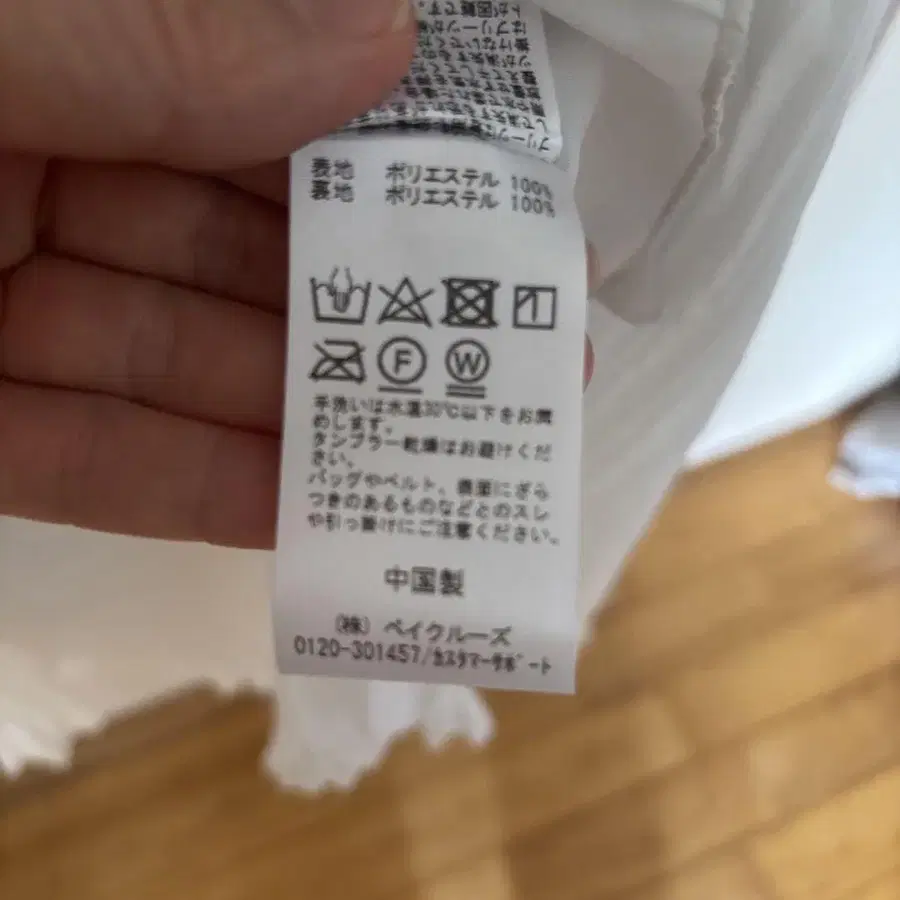 表地 ポリエステル 100%
裏地 ポリエステル 100%
F W
手洗いは水温30℃以下をお薦
めします。
タンブラー乾燥はお避けくだ
さい。
バッグやベルト、表面にざら
つきのあるものなどとのスレ
や引っ掛けにご注意ください。
中国製
(株) ベイクルーズ
0120-301457/カスタマーサポート